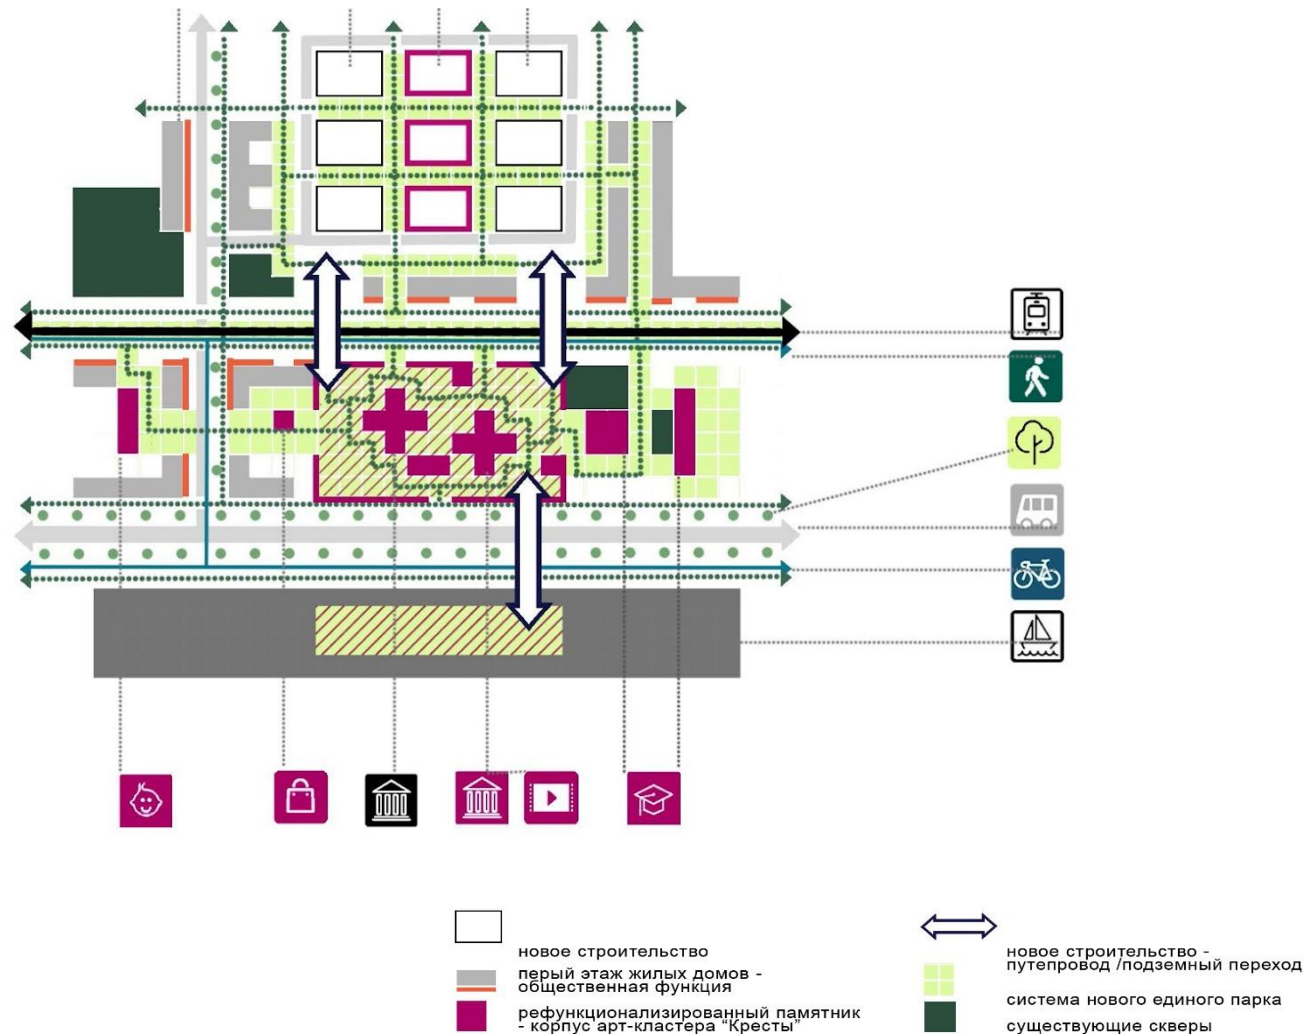 новое строительство
перый этаж жилых домов -
общественная функция
рефункционализированный памятник
- корпус арт-кластера "Кресты"
новое строительство -
путепровод /подземный переход
система нового единого парка
существующие скверы